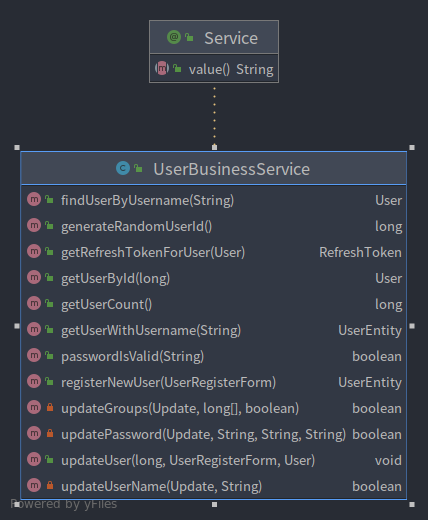 Service
value() String
UserBusinessService
findUserByUsername(String) User
generateRandomUserId() long
getRefreshTokenForUser(User) RefreshToken
getUserById(long) User
getUserCount() long
getUserWithUsername(String) UserEntity
passwordIsValid(String) boolean
registerNewUser(UserRegisterForm) UserEntity
updateGroups(Update, long[], boolean) boolean
updatePassword(Update, String, String, String) boolean
updateUser(long, UserRegisterForm, User) void
updateUserName(Update, String) boolean
Powered by yFiles